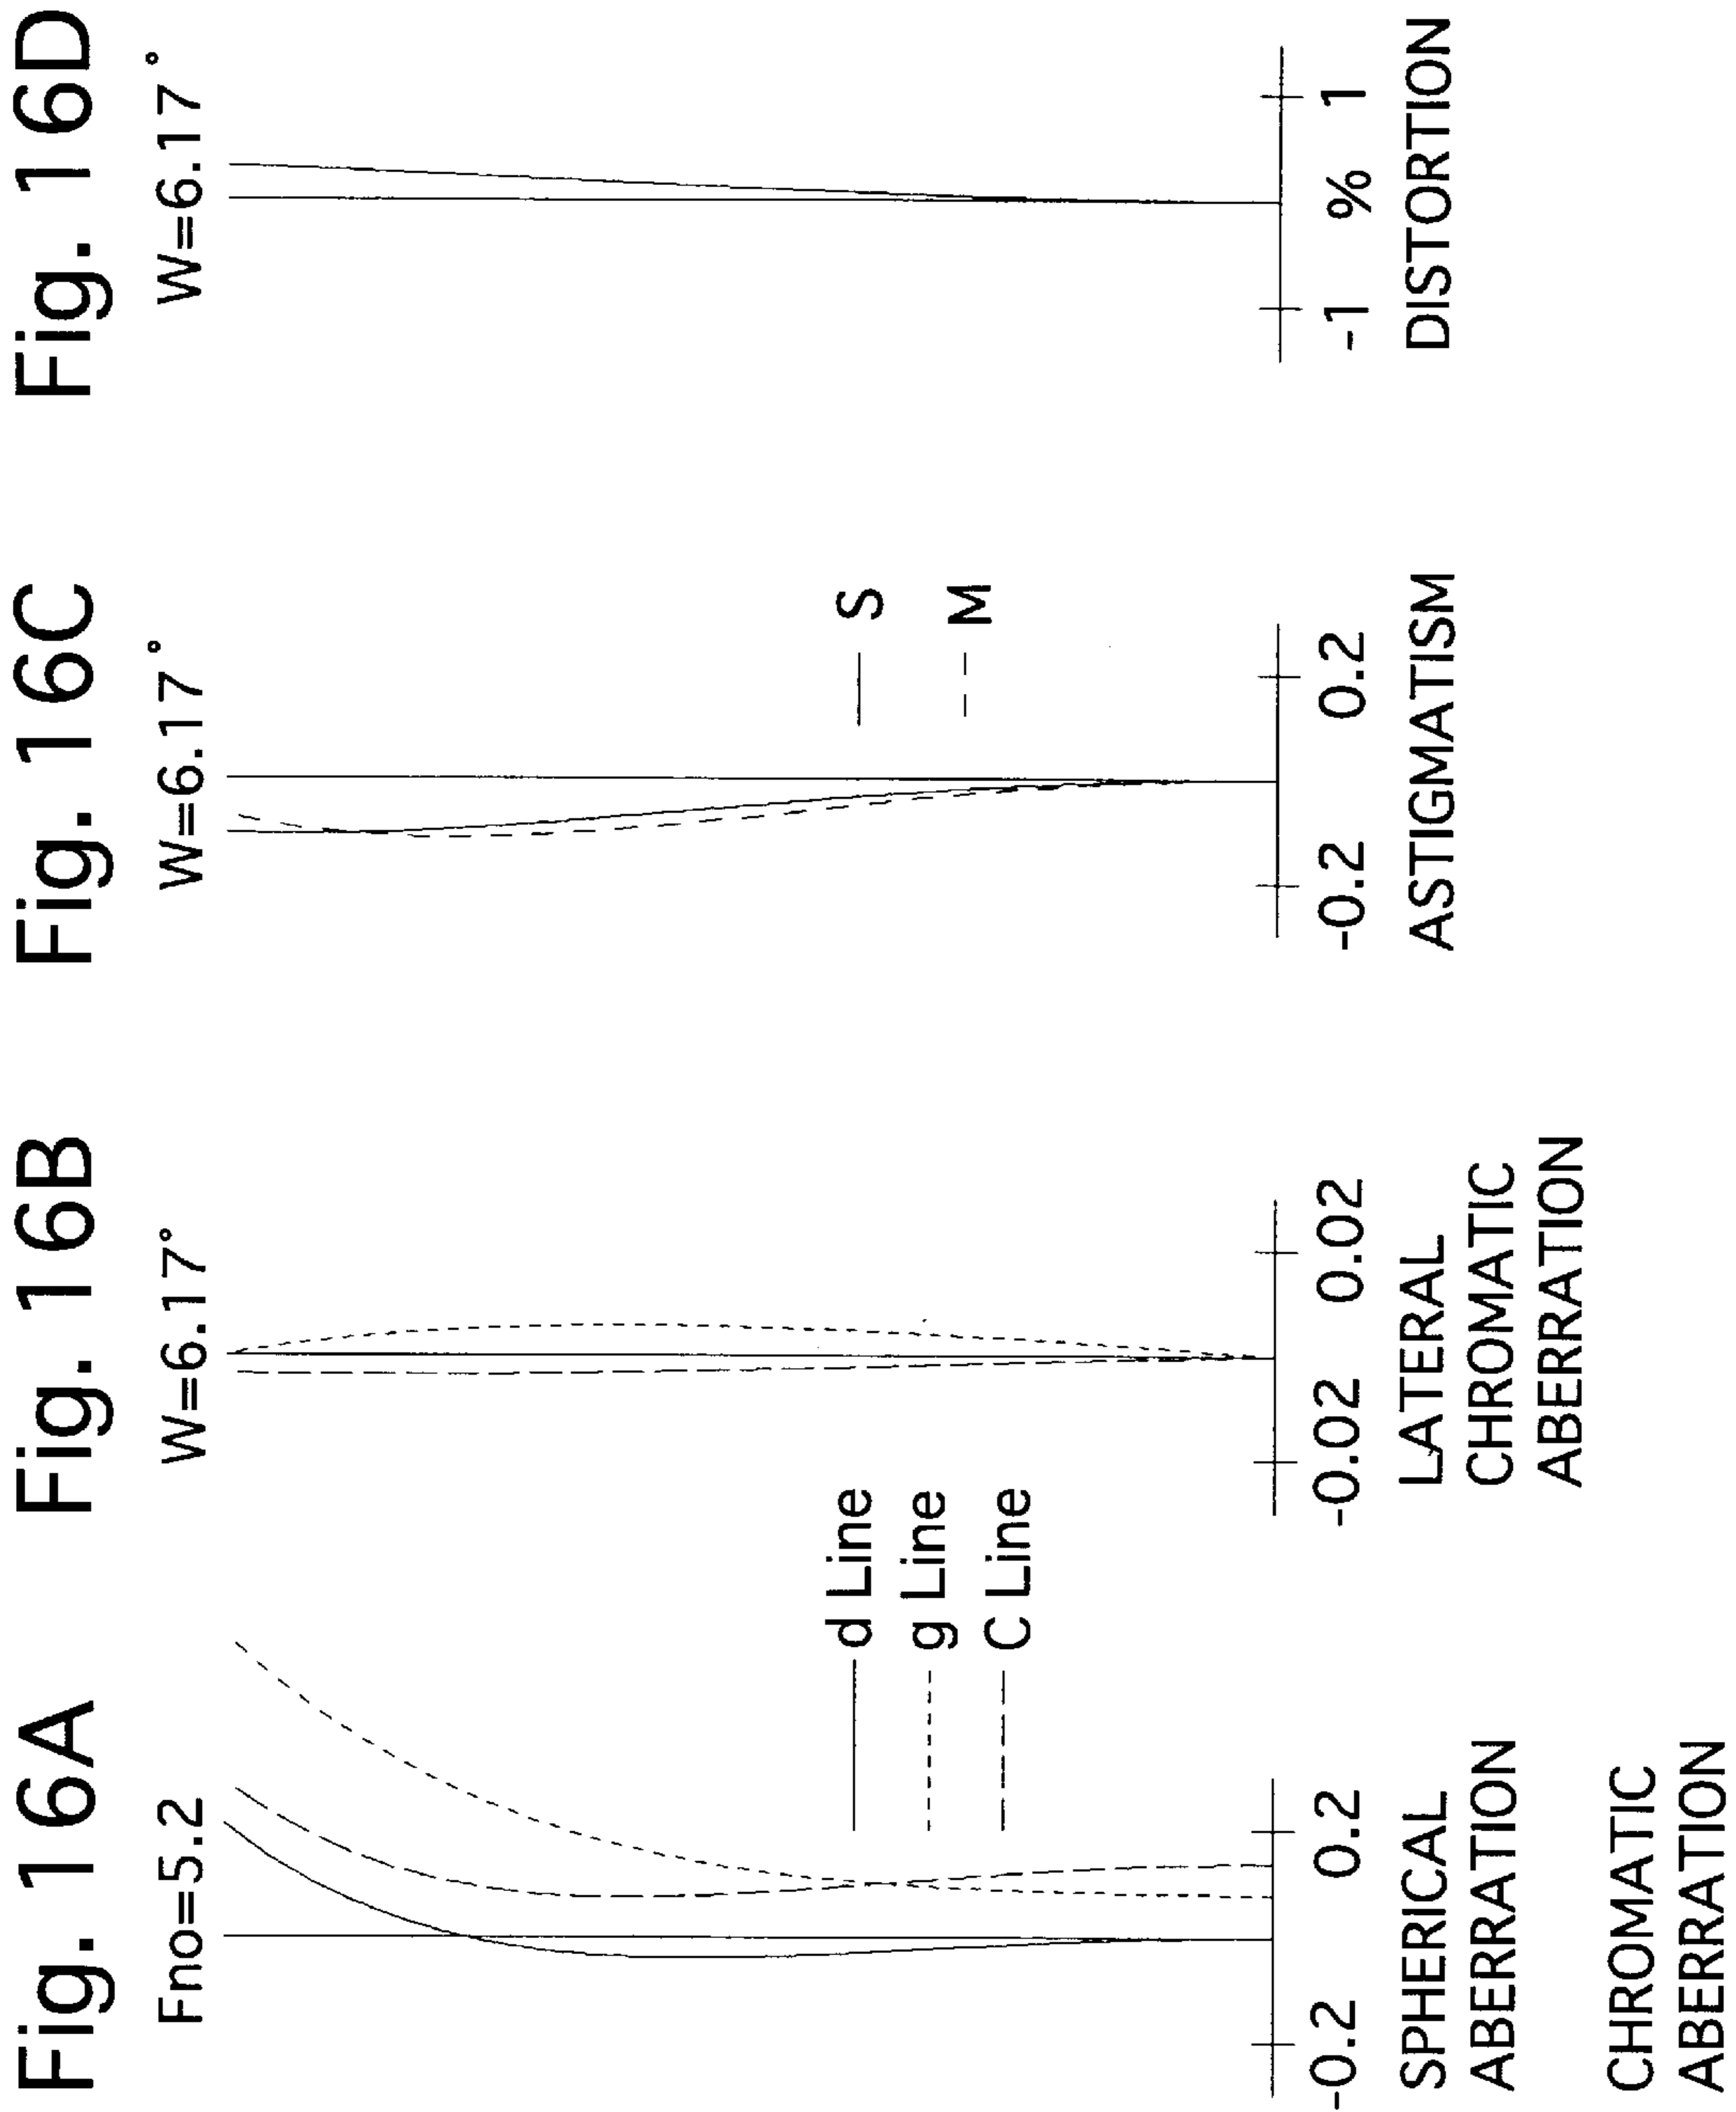 Fig. 16A
Fno=5.2
d Line
g Line
C Line
-0.2
0.2
SPHERICAL
ABERRATION
CHROMATIC
ABERRATION
Fig. 16B
W=6.17°
-0.02
0.02
LATERAL
CHROMATIC
ABERRATION
Fig. 16C
W=6.17°
S
M
-0.2
0.2
ASTIGMATISM
Fig. 16D
W=6.17°
-1
%
1
DISTORTION